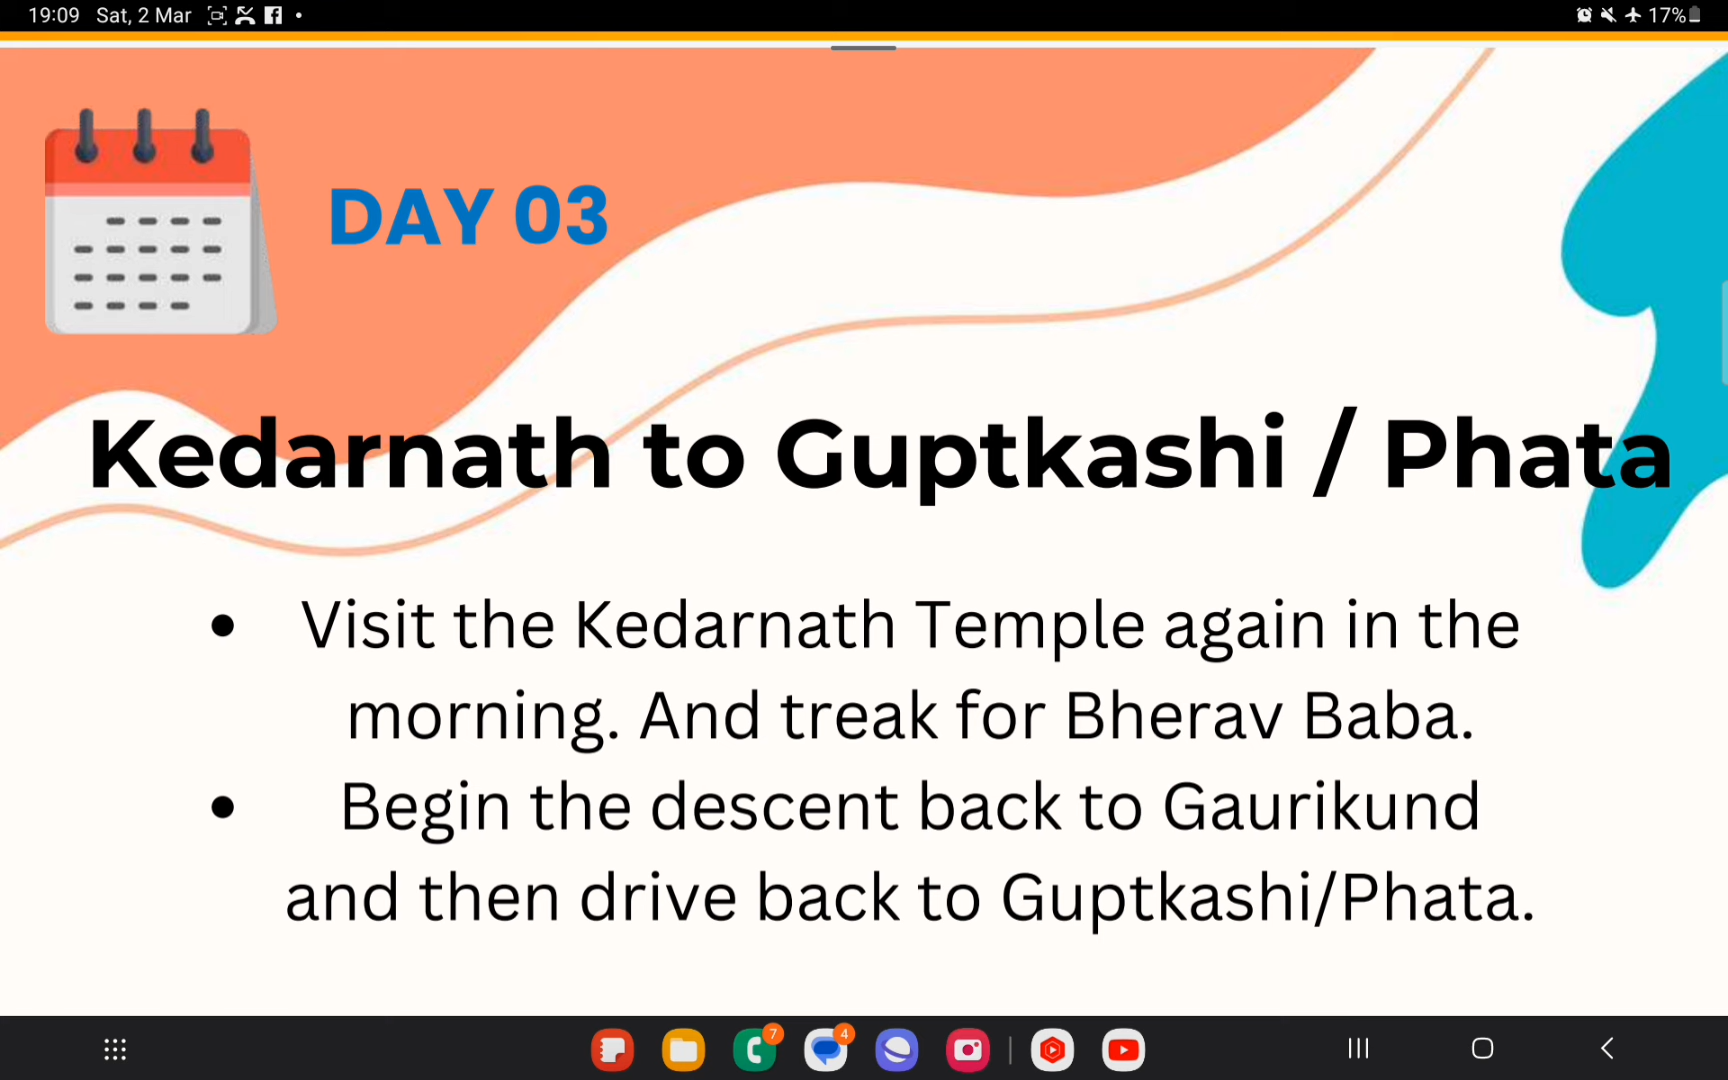 19:09 Sat, 2 Mar
17%
DAY 03
Kedarnath to Guptkashi / Phata
• Visit the Kedarnath Temple again in the
morning. And treak for Bherav Baba.
• Begin the descent back to Gaurikund
and then drive back to Guptkashi/Phata.
7
4